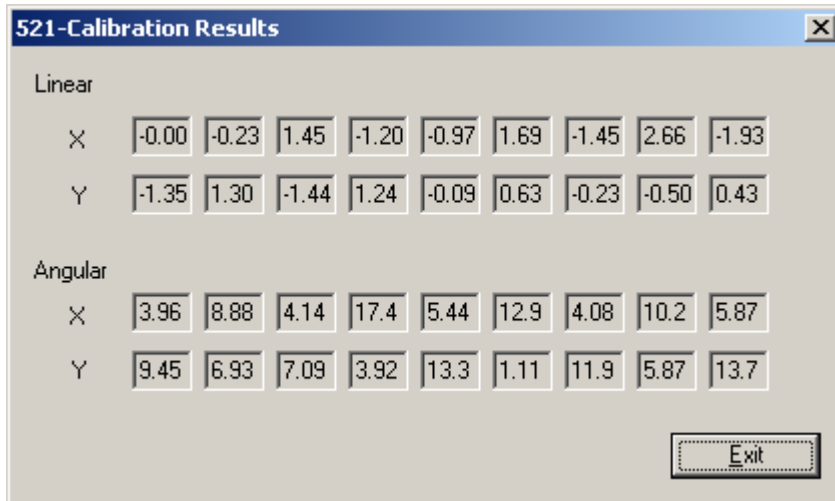 521-Calibration Results
Linear
X -0.00 -0.23 1.45 -1.20 -0.97 1.69 -1.45 2.66 -1.93
Y -1.35 1.30 -1.44 1.24 -0.09 0.63 -0.23 -0.50 0.43
Angular
X 3.96 8.88 4.14 17.4 5.44 12.9 4.08 10.2 5.87
Y 9.45 6.93 7.09 3.92 13.3 1.11 11.9 5.87 13.7
Exit